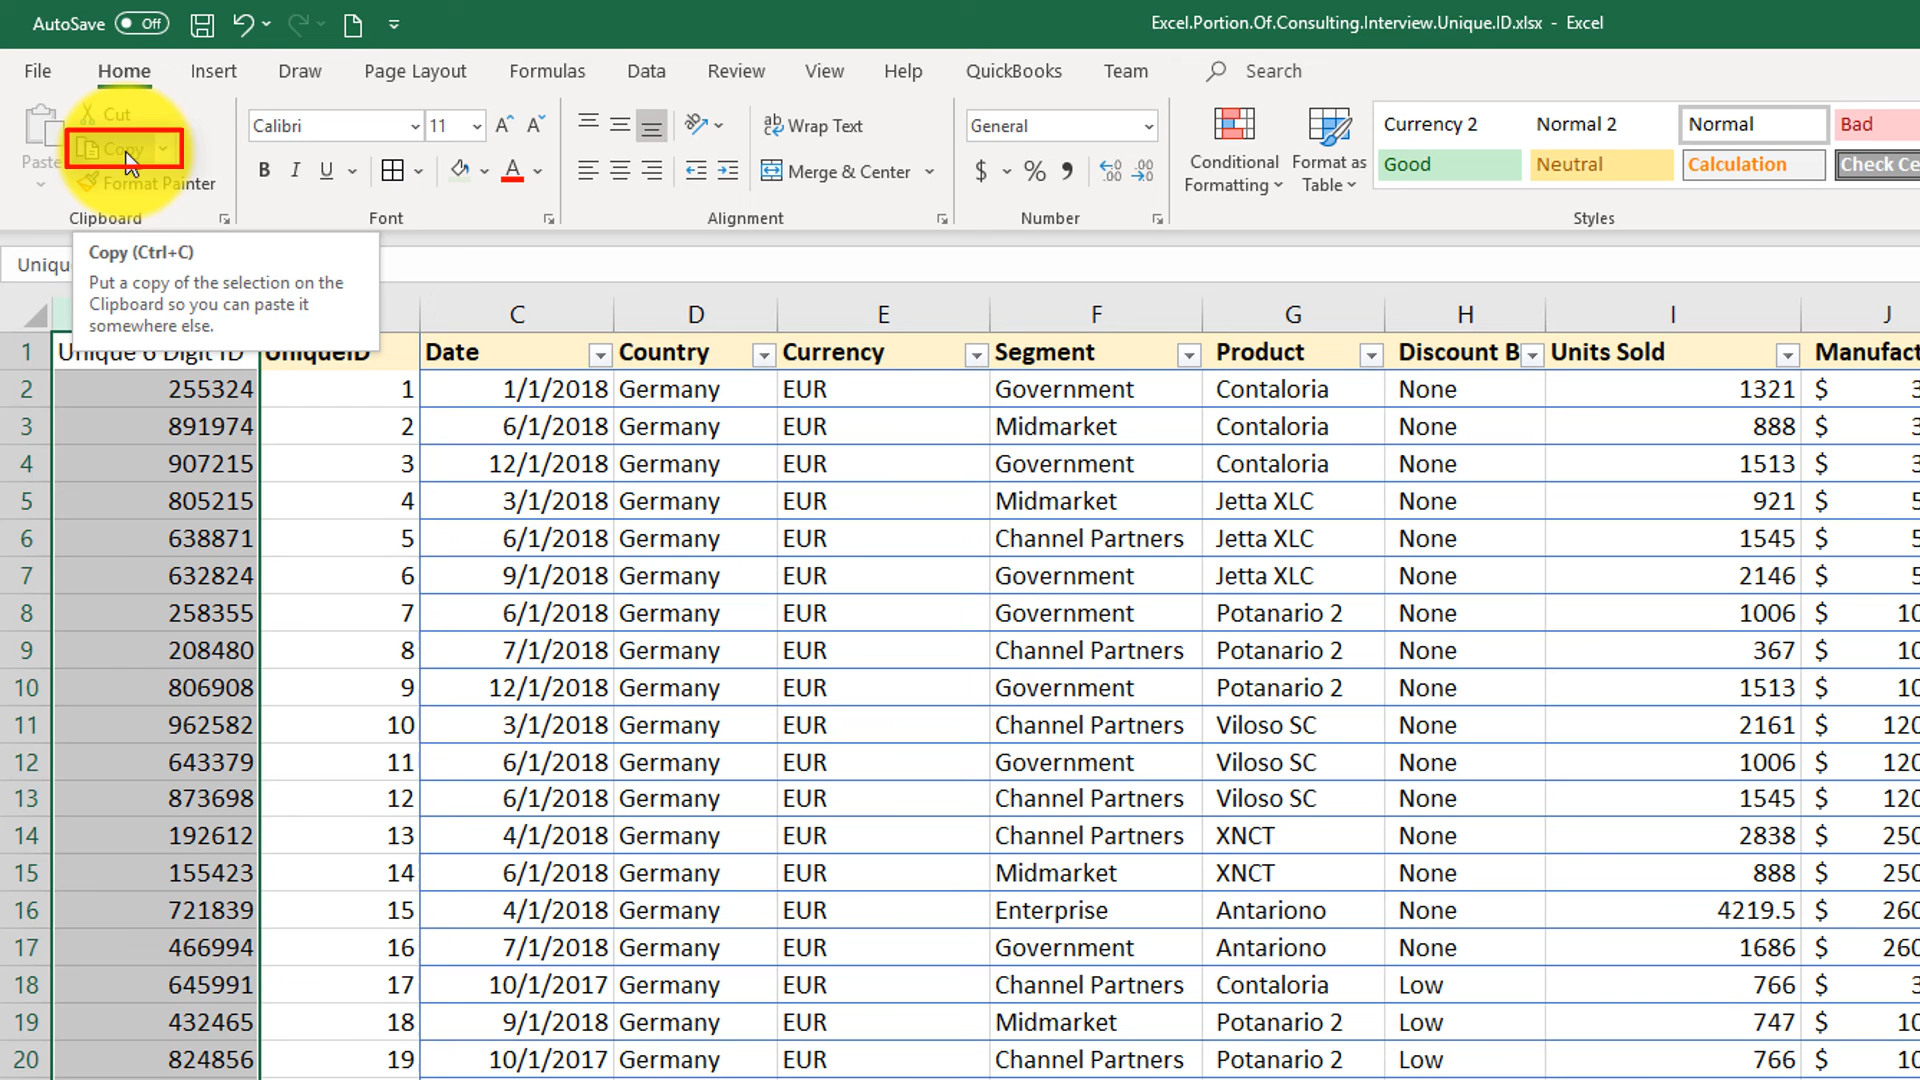 AutoSave Off Excel.Portion.Of.Consulting.Interview.Unique.ID.xlsx - Excel
File Home Insert Draw Page Layout Formulas Data Review View Help QuickBooks Team Search
Cut
Copy
Paste
Format Painter
Calibri 11
B I U A
Wrap Text
Merge & Center
General
$ % 9
Conditional Formatting
Format as Table
Currency 2 Normal 2 Normal Bad
Good Neutral Calculation Check Ce
Clipboard Font Alignment Number Styles
Copy (Ctrl+C)
Put a copy of the selection on the
Clipboard so you can paste it
somewhere else.
Uniqu
C D E F G H I J
1 Unique 6 Digit ID UniqueID Date Country Currency Segment Product Discount B Units Sold Manufact
2 255324 1 1/1/2018 Germany EUR Government Contaloria None 1321 $ 3
3 891974 2 6/1/2018 Germany EUR Midmarket Contaloria None 888 $ 3
4 907215 3 12/1/2018 Germany EUR Government Contaloria None 1513 $ 3
5 805215 4 3/1/2018 Germany EUR Midmarket Jetta XLC None 921 $ 5
6 638871 5 6/1/2018 Germany EUR Channel Partners Jetta XLC None 1545 $ 5
7 632824 6 9/1/2018 Germany EUR Government Jetta XLC None 2146 $ 5
8 258355 7 6/1/2018 Germany EUR Government Potanario 2 None 1006 $ 10
9 208480 8 7/1/2018 Germany EUR Channel Partners Potanario 2 None 367 $ 10
10 806908 9 12/1/2018 Germany EUR Government Potanario 2 None 1513 $ 10
11 962582 10 3/1/2018 Germany EUR Channel Partners Viloso SC None 2161 $ 120
12 643379 11 6/1/2018 Germany EUR Government Viloso SC None 1006 $ 120
13 873698 12 6/1/2018 Germany EUR Channel Partners Viloso SC None 1545 $ 120
14 192612 13 4/1/2018 Germany EUR Channel Partners XNCT None 2838 $ 250
15 155423 14 6/1/2018 Germany EUR Midmarket XNCT None 888 $ 250
16 721839 15 4/1/2018 Germany EUR Enterprise Antariono None 4219.5 $ 260
17 466994 16 7/1/2018 Germany EUR Government Antariono None 1686 $ 260
18 645991 17 10/1/2017 Germany EUR Channel Partners Contaloria Low 766 $ 3
19 432465 18 9/1/2018 Germany EUR Midmarket Potanario 2 Low 747 $ 10
20 824856 19 10/1/2017 Germany EUR Channel Partners Potanario 2 Low 766 $ 10